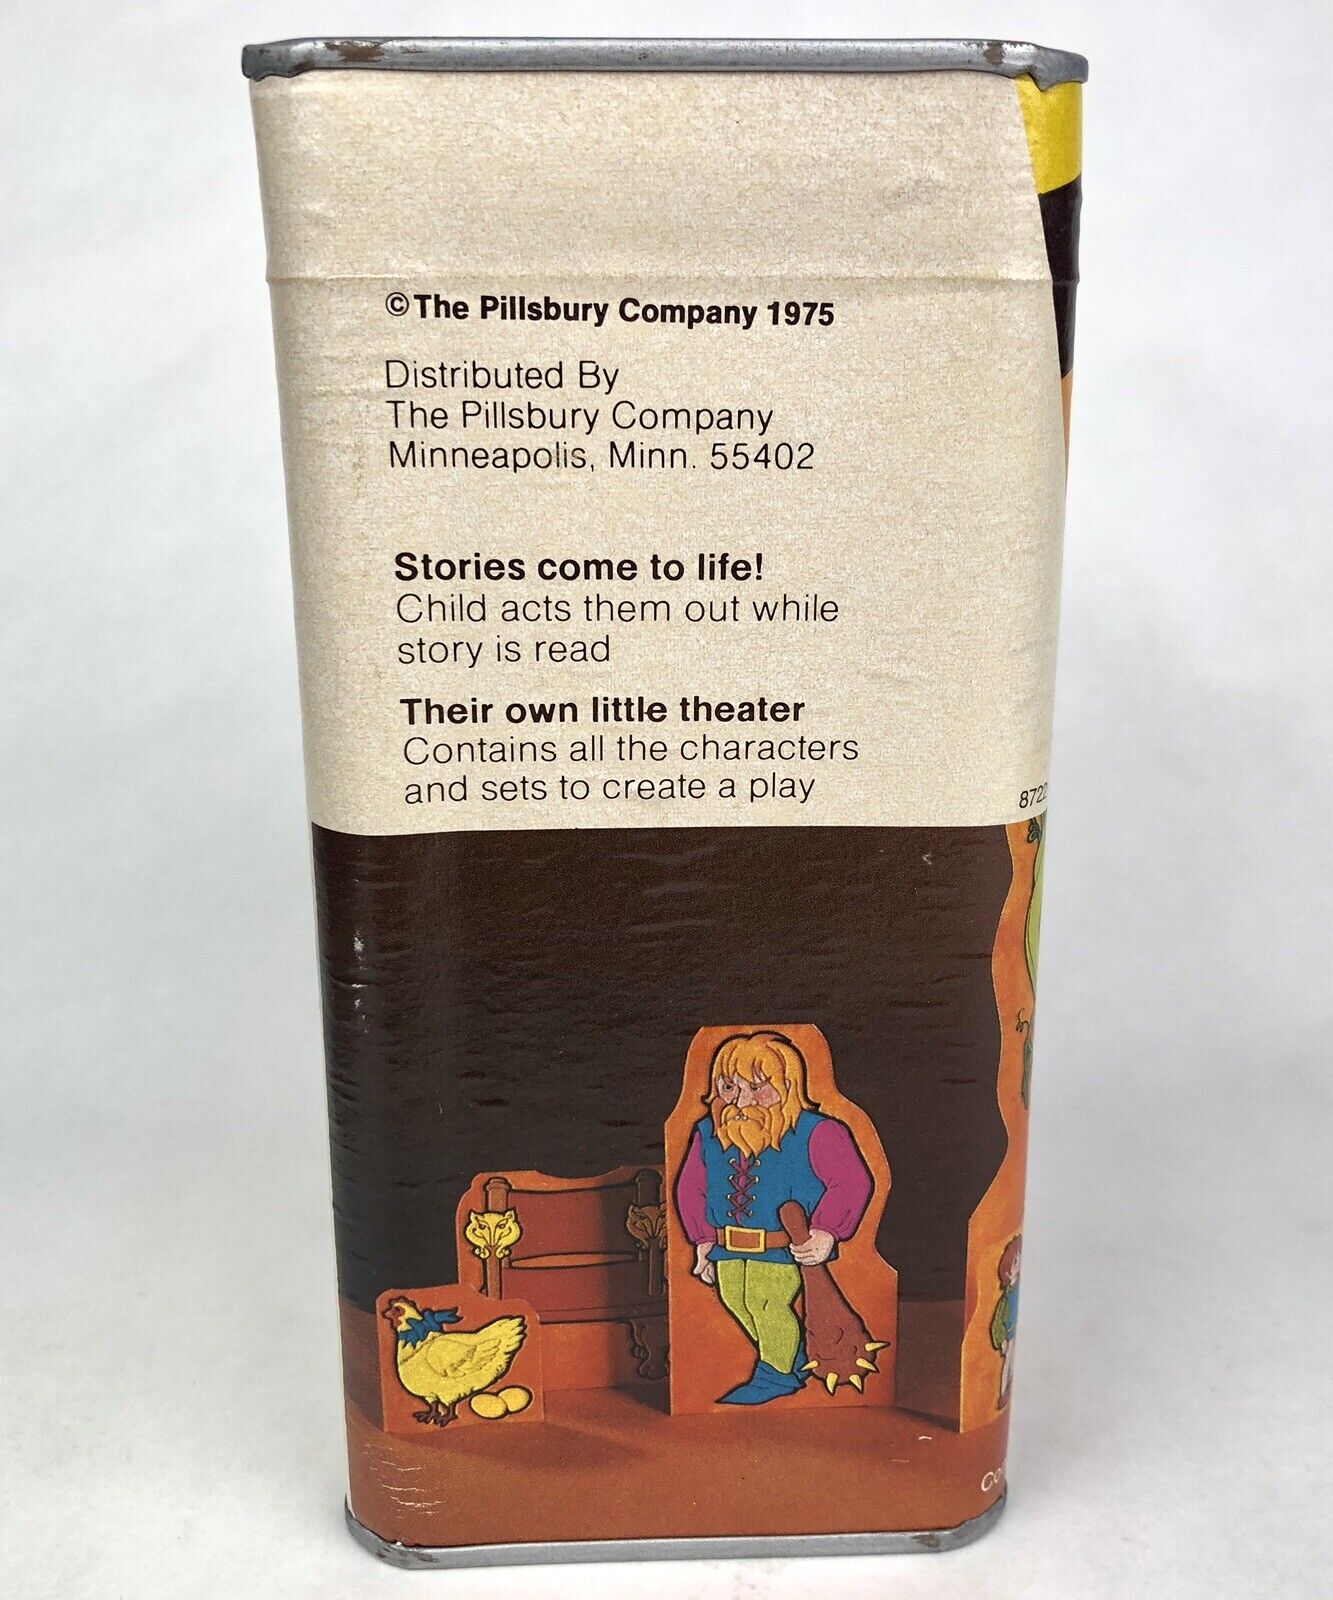 © The Pillsbury Company 1975
Distributed By
The Pillsbury Company
Minneapolis, Minn. 55402
Stories come to life!
Child acts them out while
story is read
Their own little theater
Contains all the characters
and sets to create a play
8722